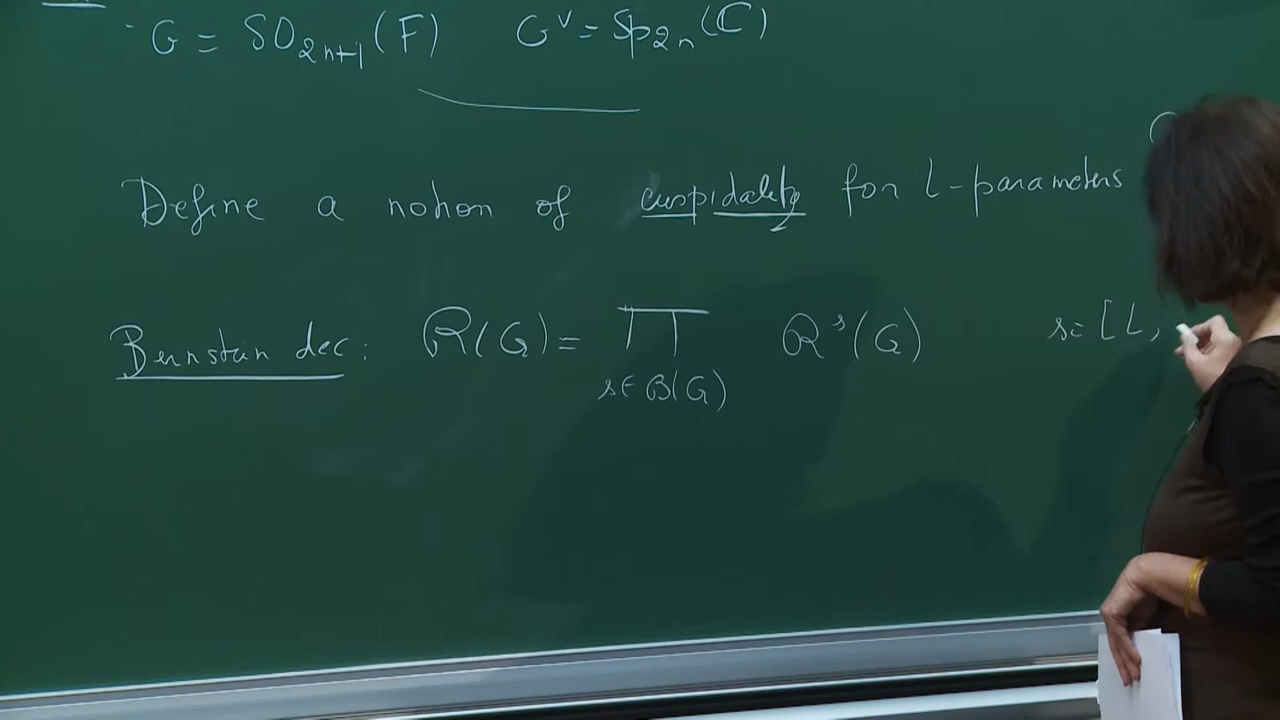 G = SO_{2n+1}(F) G^∨ = Sp_{2n}(ℂ)
Define a notion of cuspidality for L-parameters
Bernstein dec: R(G) = ∏_{s∈B(G)} R^s(G) s = [L,